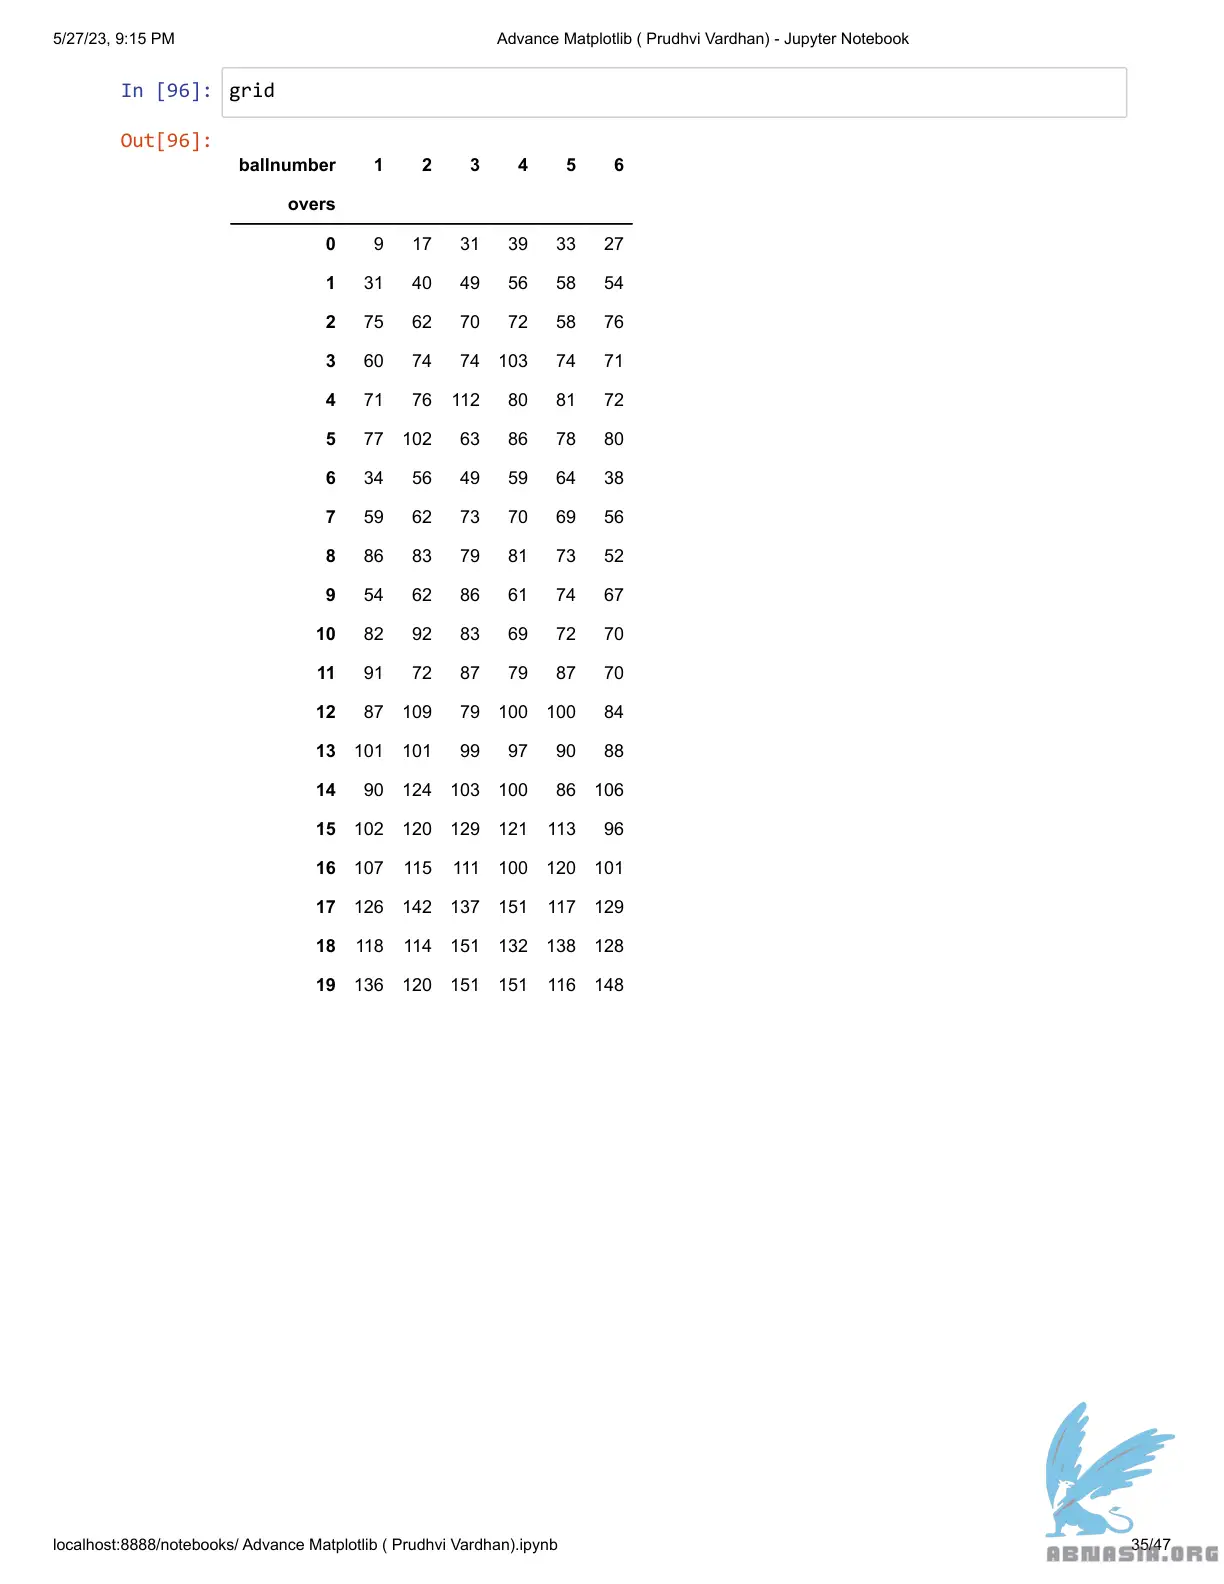 5/27/23, 9:15 PM Advance Matplotlib ( Prudhvi Vardhan) - Jupyter Notebook
In [96]: grid
Out[96]:
ballnumber 1 2 3 4 5 6
overs
0 9 17 31 39 33 27
1 31 40 49 56 58 54
2 75 62 70 72 58 76
3 60 74 74 103 74 71
4 71 76 112 80 81 72
5 77 102 63 86 78 80
6 34 56 49 59 64 38
7 59 62 73 70 69 56
8 86 83 79 81 73 52
9 54 62 86 61 74 67
10 82 92 83 69 72 70
11 91 72 87 79 87 70
12 87 109 79 100 100 84
13 101 101 99 97 90 88
14 90 124 103 100 86 106
15 102 120 129 121 113 96
16 107 115 111 100 120 101
17 126 142 137 151 117 129
18 118 114 151 132 138 128
19 136 120 151 151 116 148
localhost:8888/notebooks/ Advance Matplotlib ( Prudhvi Vardhan).ipynb 35/47
ABNASIA.ORG